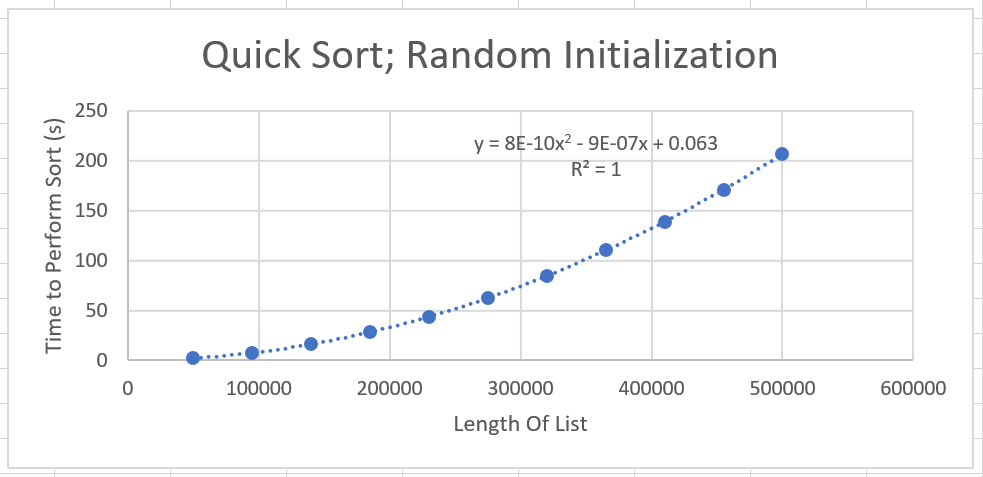 Quick Sort; Random Initialization
Time to Perform Sort (s)
250
200
150
100
50
0
y = 8E-10x² - 9E-07x + 0.063
R² = 1
0 100000 200000 300000 400000 500000 600000
Length Of List